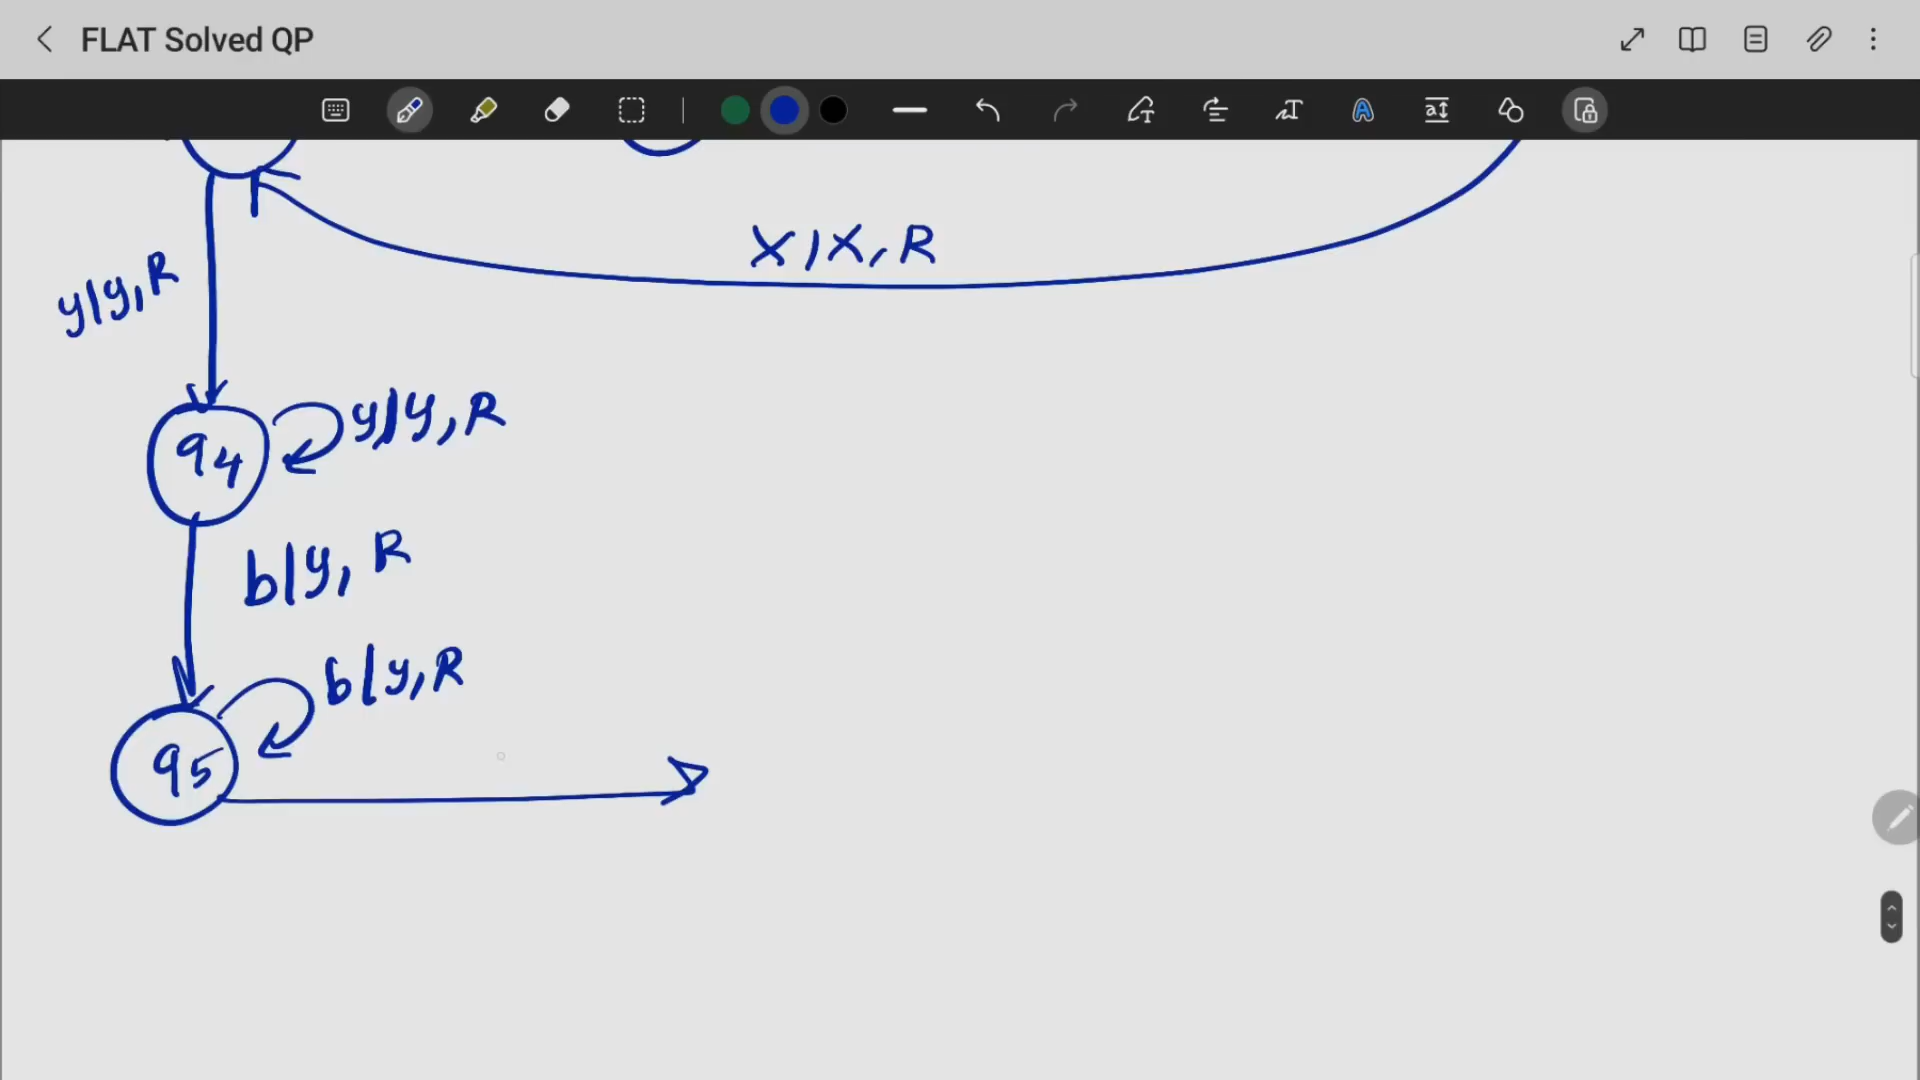 FLAT Solved QP
X/X, R
y/y, R
y/y, R
q4
b/y, R
b/y, R
q5